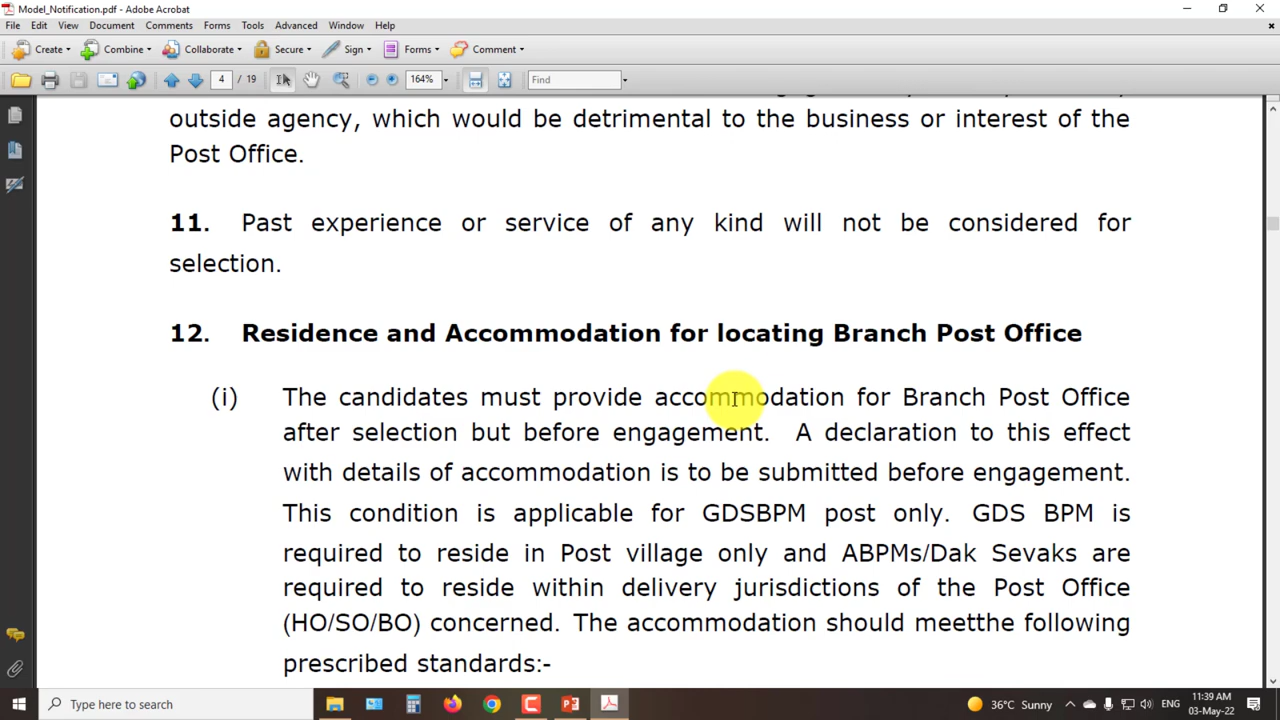 Model_Notification.pdf - Adobe Acrobat
File Edit View Document Comments Forms Tools Advanced Window Help
Create Combine Collaborate Secure Sign Forms Comment
4 / 19 164% Find
outside agency, which would be detrimental to the business or interest of the
Post Office.
11. Past experience or service of any kind will not be considered for
selection.
12. Residence and Accommodation for locating Branch Post Office
(i) The candidates must provide accommodation for Branch Post Office
after selection but before engagement. A declaration to this effect
with details of accommodation is to be submitted before engagement.
This condition is applicable for GDSBPM post only. GDS BPM is
required to reside in Post village only and ABPMs/Dak Sevaks are
required to reside within delivery jurisdictions of the Post Office
(HO/SO/BO) concerned. The accommodation should meetthe following
prescribed standards:-
Type here to search
36°C Sunny
ENG
11:39 AM
03-May-22